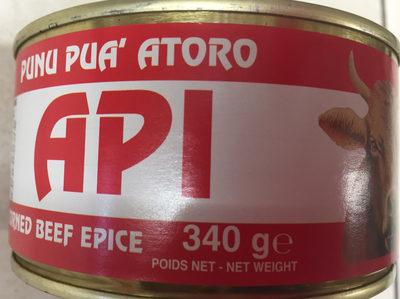 PUNU PUA' ATORO
API
BEEF EPICE 340 g℮
POIDS NET - NET WEIGHT